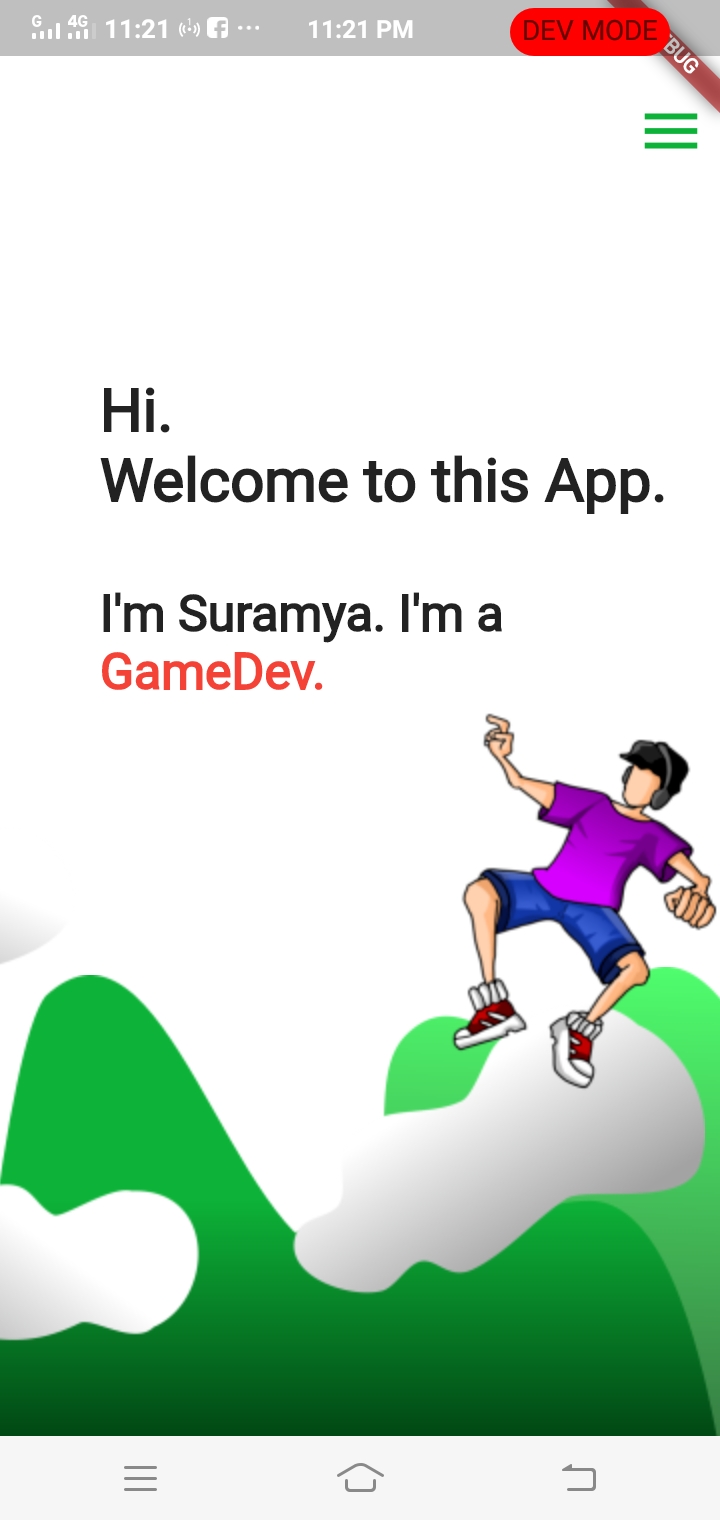 G 4G 11:21 11:21 PM DEV MODE
BUG
Hi.
Welcome to this App.
I'm Suramya. I'm a
GameDev.